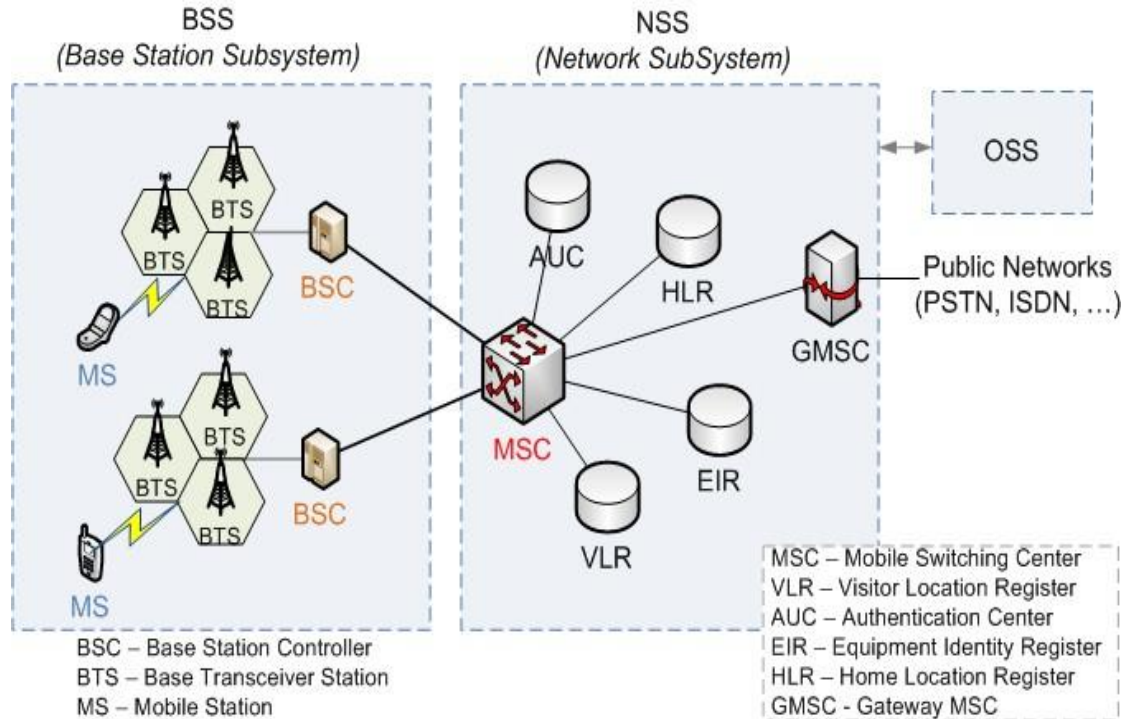 BSS
(Base Station Subsystem)
NSS
(Network SubSystem)
OSS
BTS
BTS
BTS
BSC
MS
BTS
BTS
BTS
BSC
MS
AUC
HLR
MSC
GMSC
EIR
VLR
Public Networks
(PSTN, ISDN, ...)
BSC – Base Station Controller
BTS – Base Transceiver Station
MS – Mobile Station
MSC – Mobile Switching Center
VLR – Visitor Location Register
AUC – Authentication Center
EIR – Equipment Identity Register
HLR – Home Location Register
GMSC - Gateway MSC